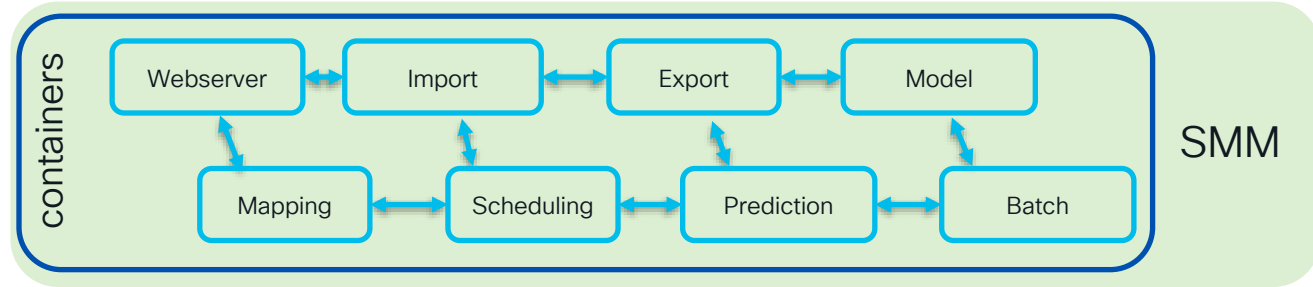 containers
Webserver
Import
Export
Model
SMM
Mapping
Scheduling
Prediction
Batch